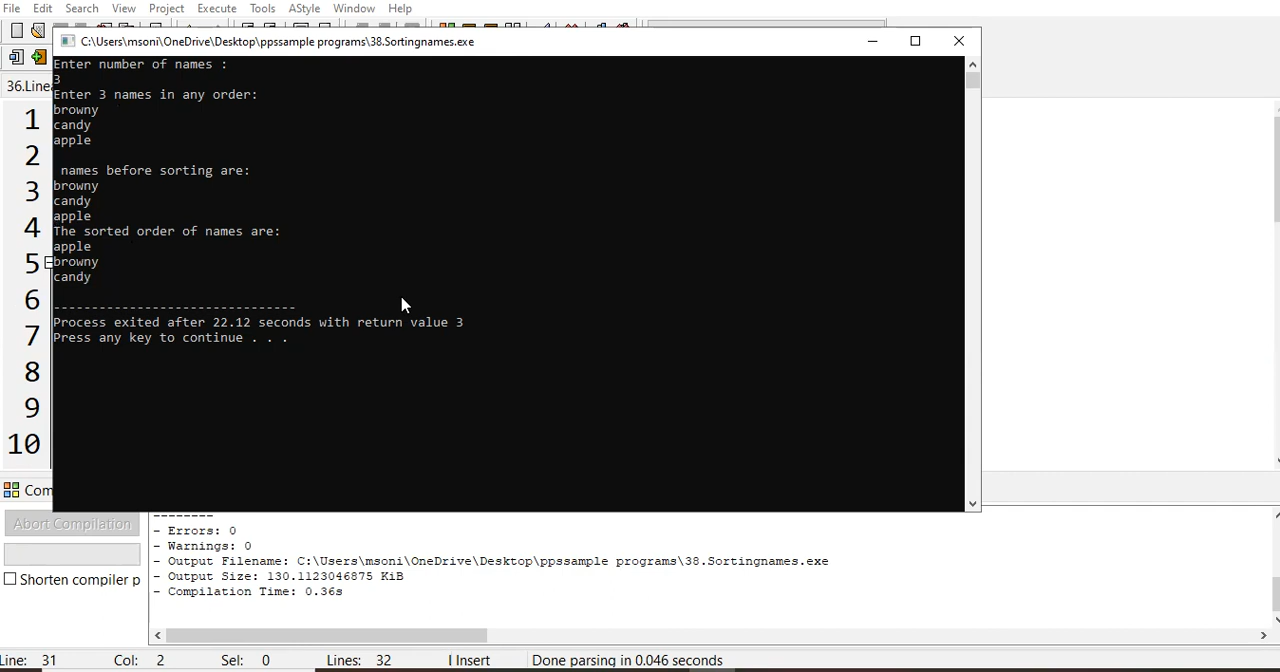 File Edit Search View Project Execute Tools AStyle Window Help
C:\Users\msoni\OneDrive\Desktop\ppssample programs\38.Sortingnames.exe
36.Linea
Enter number of names :
3
Enter 3 names in any order:
browny
candy
apple
names before sorting are:
browny
candy
apple
The sorted order of names are:
apple
browny
candy
--------------------------------
Process exited after 22.12 seconds with return value 3
Press any key to continue . . .
1
2
3
4
5
6
7
8
9
10
Com
Abort Compilation
Shorten compiler p
--------
- Errors: 0
- Warnings: 0
- Output Filename: C:\Users\msoni\OneDrive\Desktop\ppssample programs\38.Sortingnames.exe
- Output Size: 130.1123046875 KiB
- Compilation Time: 0.36s
Line: 31 Col: 2 Sel: 0 Lines: 32 Insert Done parsing in 0.046 seconds